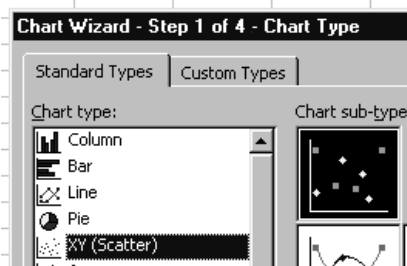 Chart Wizard - Step 1 of 4 - Chart Type
Standard Types Custom Types
Chart type: Chart sub-type
Column
Bar
Line
Pie
XY (Scatter)